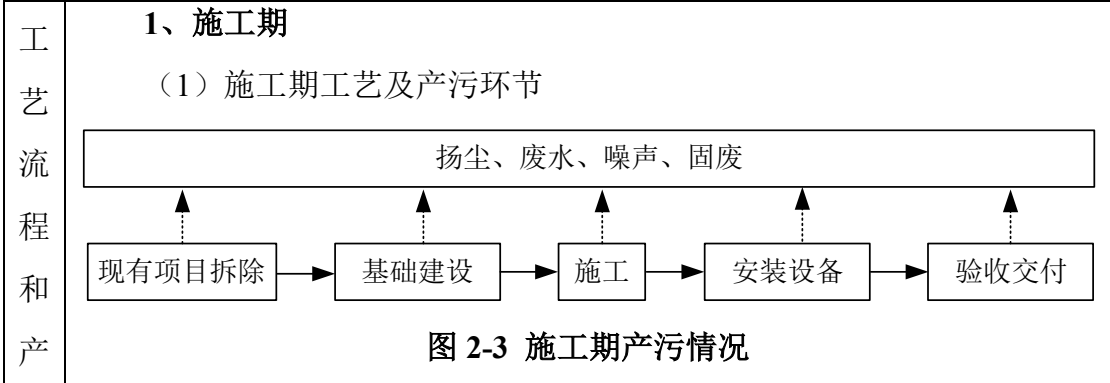 工艺流程和产
1、施工期
（1）施工期工艺及产污环节
扬尘、废水、噪声、固废
现有项目拆除
基础建设
施工
安装设备
验收交付
图 2-3 施工期产污情况